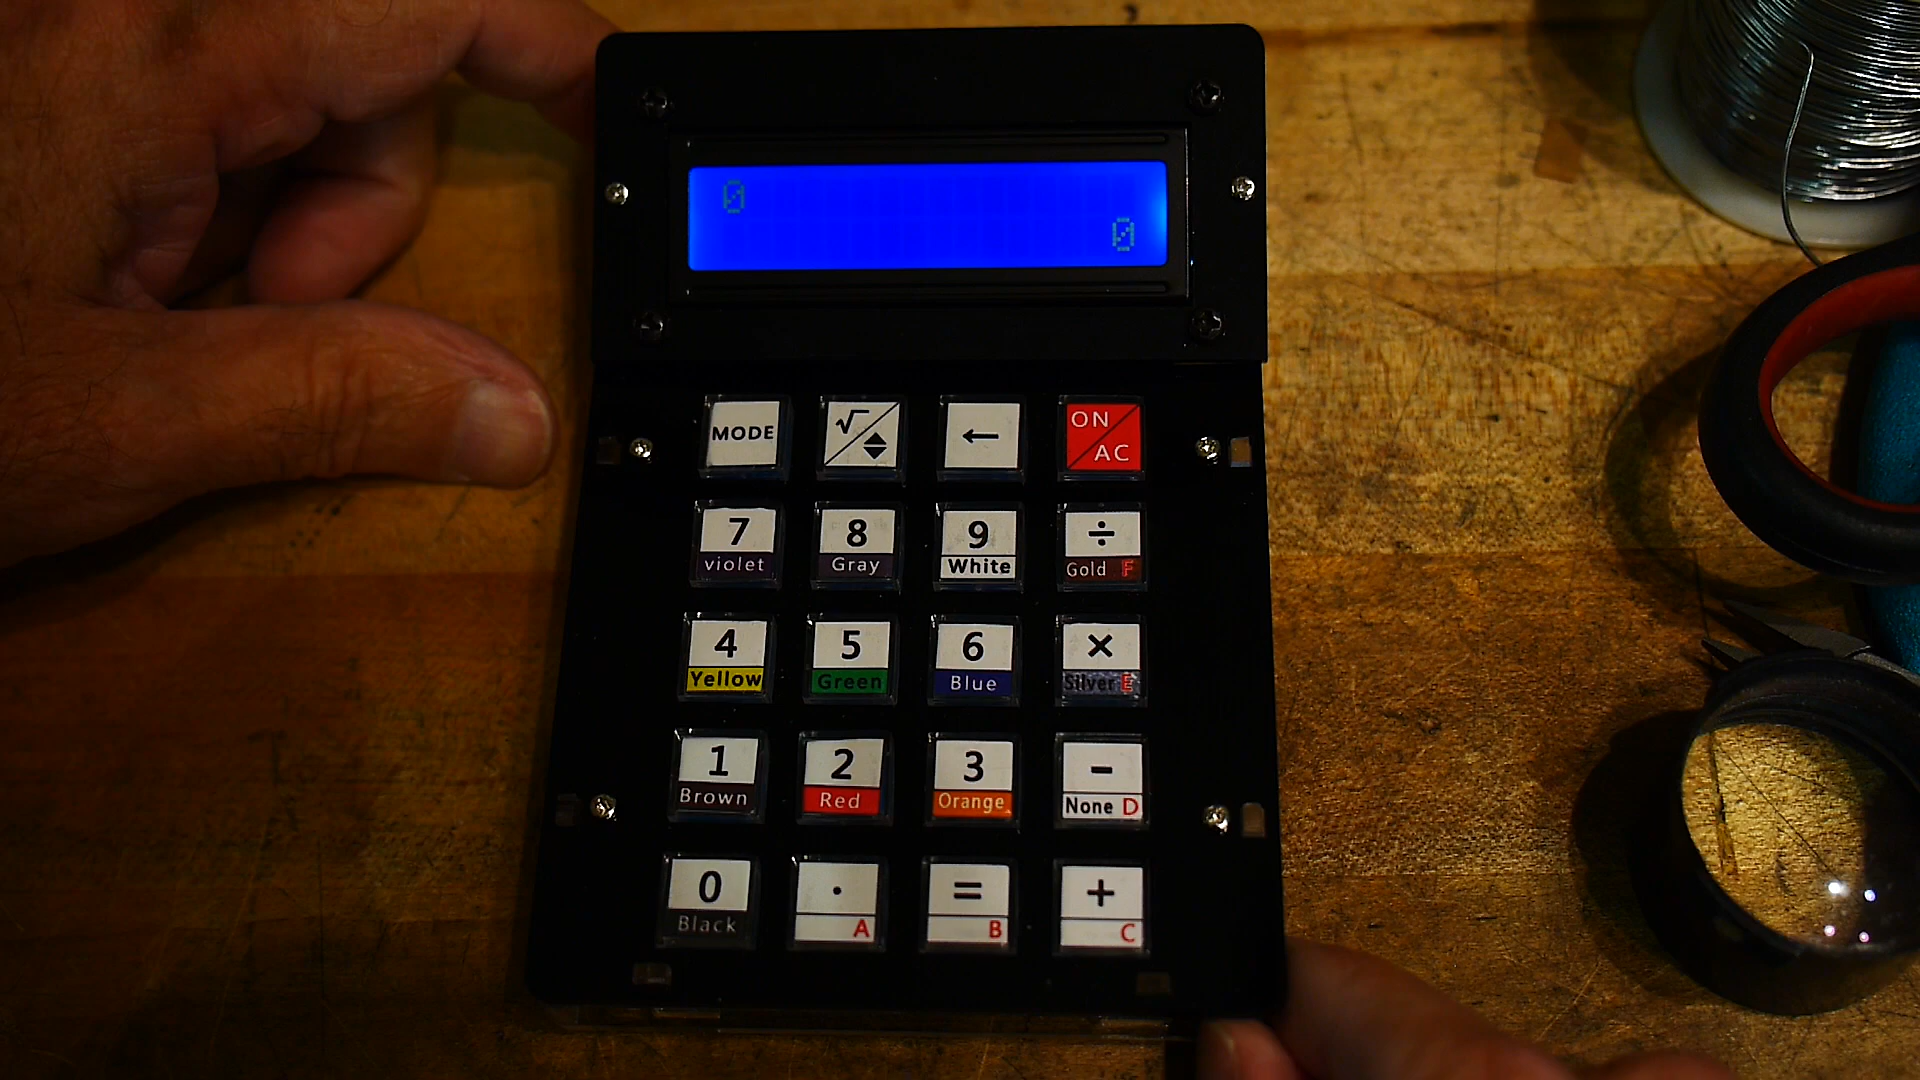 0
0
MODE √ ← ON AC
7 8 9 ÷
violet Gray White Gold F
4 5 6 ×
Yellow Green Blue Silver E
1 2 3 −
Brown Red Orange None D
0 · = +
Black A B C